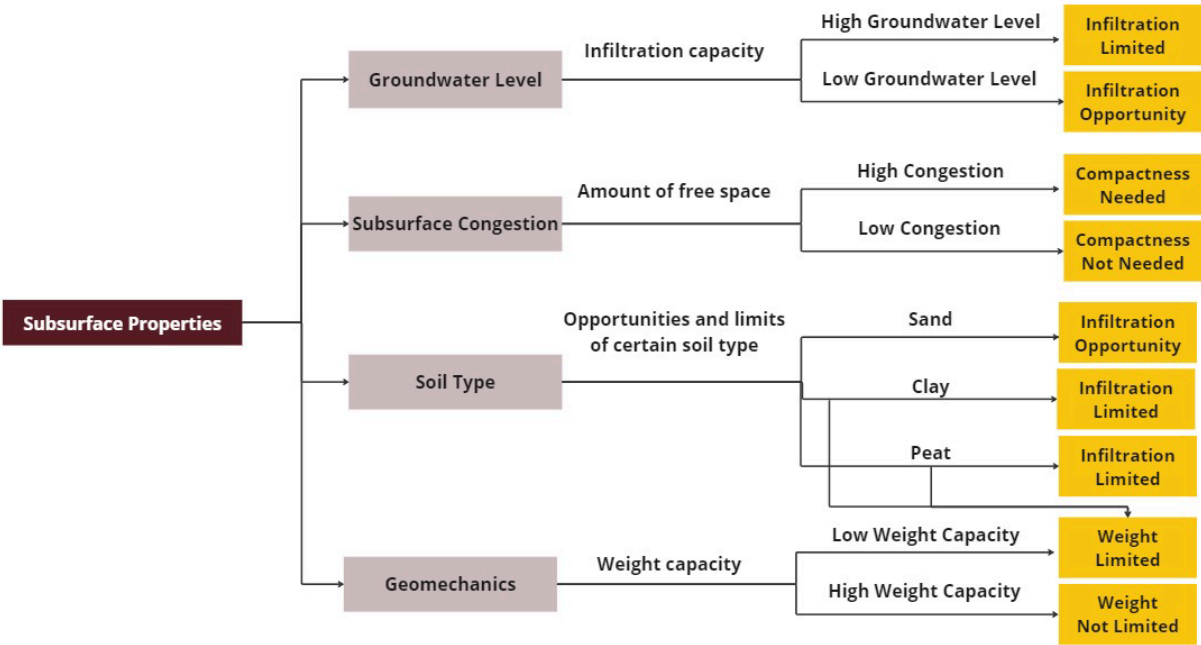 Subsurface Properties
Groundwater Level
Infiltration capacity
High Groundwater Level
Infiltration
Limited
Low Groundwater Level
Infiltration
Opportunity
Subsurface Congestion
Amount of free space
High Congestion
Compactness
Needed
Low Congestion
Compactness
Not Needed
Soil Type
Opportunities and limits
of certain soil type
Sand
Infiltration
Opportunity
Clay
Infiltration
Limited
Peat
Infiltration
Limited
Geomechanics
Weight capacity
Low Weight Capacity
Weight
Limited
High Weight Capacity
Weight
Not Limited